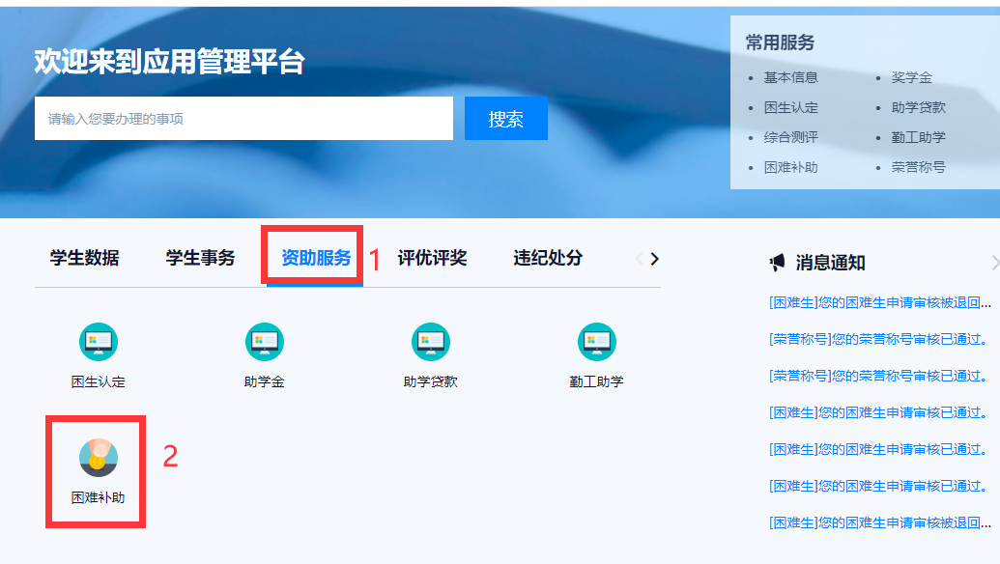 欢迎来到应用管理平台
请输入您要办理的事项
搜索
常用服务
• 基本信息 • 奖学金
• 困生认定 • 助学贷款
• 综合测评 • 勤工助学
• 困难补助 • 荣誉称号
学生数据 学生事务 资助服务 1 评优评奖 违纪处分
困生认定 助学金 助学贷款 勤工助学
困难补助 2
消息通知
[困难生]您的困难生申请审核被退回...
[荣誉称号]您的荣誉称号审核已通过。
[荣誉称号]您的荣誉称号审核已通过。
[困难生]您的困难生申请审核已通过。
[困难生]您的困难生申请审核已通过。
[困难生]您的困难生申请审核已通过。
[困难生]您的困难生申请审核被退回...